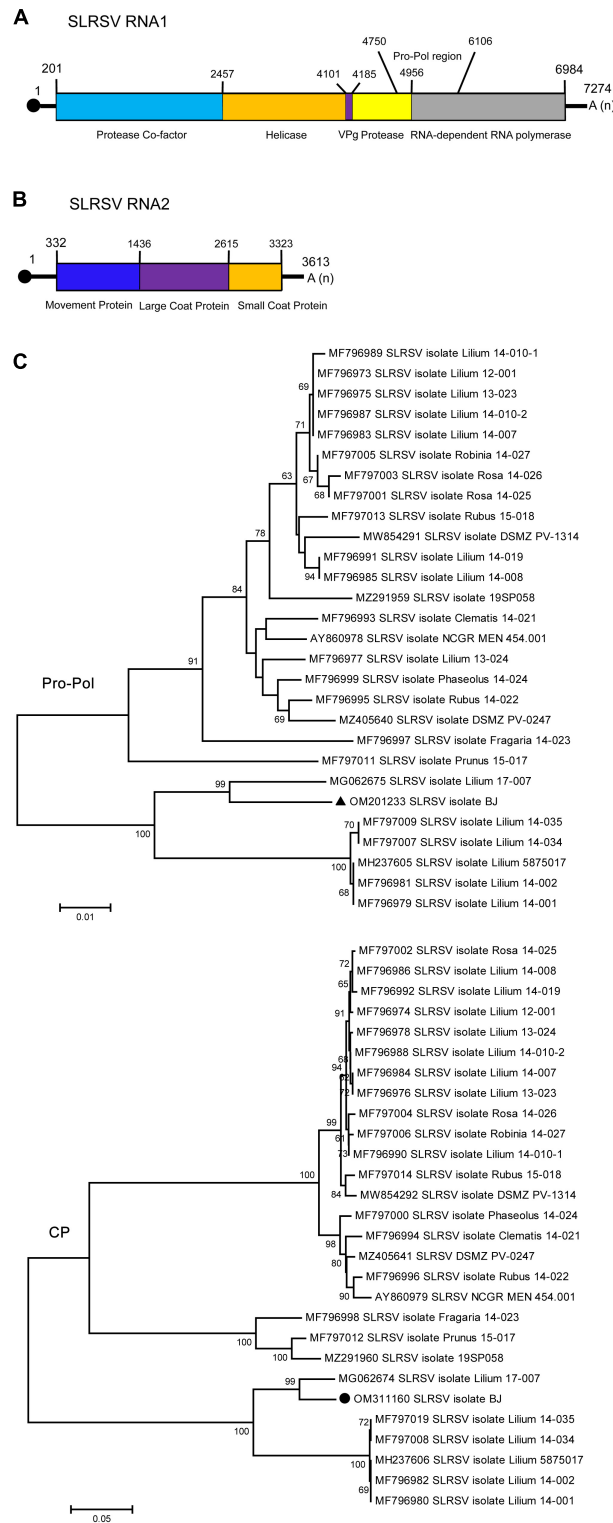 A
SLRSV RNA1
4750
Pro-Pol region
6106
201
2457
4101
4185
4956
6984
1
7274
A (n)
Protease Co-factor
Helicase
VPg Protease
RNA-dependent RNA polymerase
B
SLRSV RNA2
1
332
1436
2615
3323
3613
A (n)
Movement Protein
Large Coat Protein
Small Coat Protein
C
MF796989 SLRSV isolate Lilium 14-010-1
MF796973 SLRSV isolate Lilium 12-001
69
MF796975 SLRSV isolate Lilium 13-023
MF796987 SLRSV isolate Lilium 14-010-2
71
MF796983 SLRSV isolate Lilium 14-007
MF797005 SLRSV isolate Robinia 14-027
63
67
MF797003 SLRSV isolate Rosa 14-026
68
MF797001 SLRSV isolate Rosa 14-025
MF797013 SLRSV isolate Rubus 15-018
78
MW854291 SLRSV isolate DSMZ PV-1314
MF796991 SLRSV isolate Lilium 14-019
94
MF796985 SLRSV isolate Lilium 14-008
84
MZ291959 SLRSV isolate 19SP058
MF796993 SLRSV isolate Clematis 14-021
AY860978 SLRSV isolate NCGR MEN 454.001
91
MF796977 SLRSV isolate Lilium 13-024
Pro-Pol
MF796999 SLRSV isolate Phaseolus 14-024
MF796995 SLRSV isolate Rubus 14-022
69
MZ405640 SLRSV isolate DSMZ PV-0247
MF796997 SLRSV isolate Fragaria 14-023
MF797011 SLRSV isolate Prunus 15-017
99
MG062675 SLRSV isolate Lilium 17-007
OM201233 SLRSV isolate BJ
100
70
MF797009 SLRSV isolate Lilium 14-035
MF797007 SLRSV isolate Lilium 14-034
100
MH237605 SLRSV isolate Lilium 5875017
MF796981 SLRSV isolate Lilium 14-002
68
MF796979 SLRSV isolate Lilium 14-001
0.01
MF797002 SLRSV isolate Rosa 14-025
72
MF796986 SLRSV isolate Lilium 14-008
65
MF796992 SLRSV isolate Lilium 14-019
91
MF796974 SLRSV isolate Lilium 12-001
MF796978 SLRSV isolate Lilium 13-024
MF796988 SLRSV isolate Lilium 14-010-2
68
94
MF796984 SLRSV isolate Lilium 14-007
62
72
MF796976 SLRSV isolate Lilium 13-023
MF797004 SLRSV isolate Rosa 14-026
99
MF797006 SLRSV isolate Robinia 14-027
61
73
MF796990 SLRSV isolate Lilium 14-010-1
100
MF797014 SLRSV isolate Rubus 15-018
84
MW854292 SLRSV isolate DSMZ PV-1314
MF797000 SLRSV isolate Phaseolus 14-024
CP
MF796994 SLRSV isolate Clematis 14-021
98
MZ405641 SLRSV DSMZ PV-0247
80
MF796996 SLRSV isolate Rubus 14-022
90
AY860979 SLRSV NCGR MEN 454.001
MF796998 SLRSV isolate Fragaria 14-023
100
MF797012 SLRSV isolate Prunus 15-017
100
MZ291960 SLRSV isolate 19SP058
MG062674 SLRSV isolate Lilium 17-007
99
OM311160 SLRSV isolate BJ
100
72
MF797019 SLRSV isolate Lilium 14-035
MF797008 SLRSV isolate Lilium 14-034
100
MH237606 SLRSV isolate Lilium 5875017
MF796982 SLRSV isolate Lilium 14-002
69
MF796980 SLRSV isolate Lilium 14-001
0.05